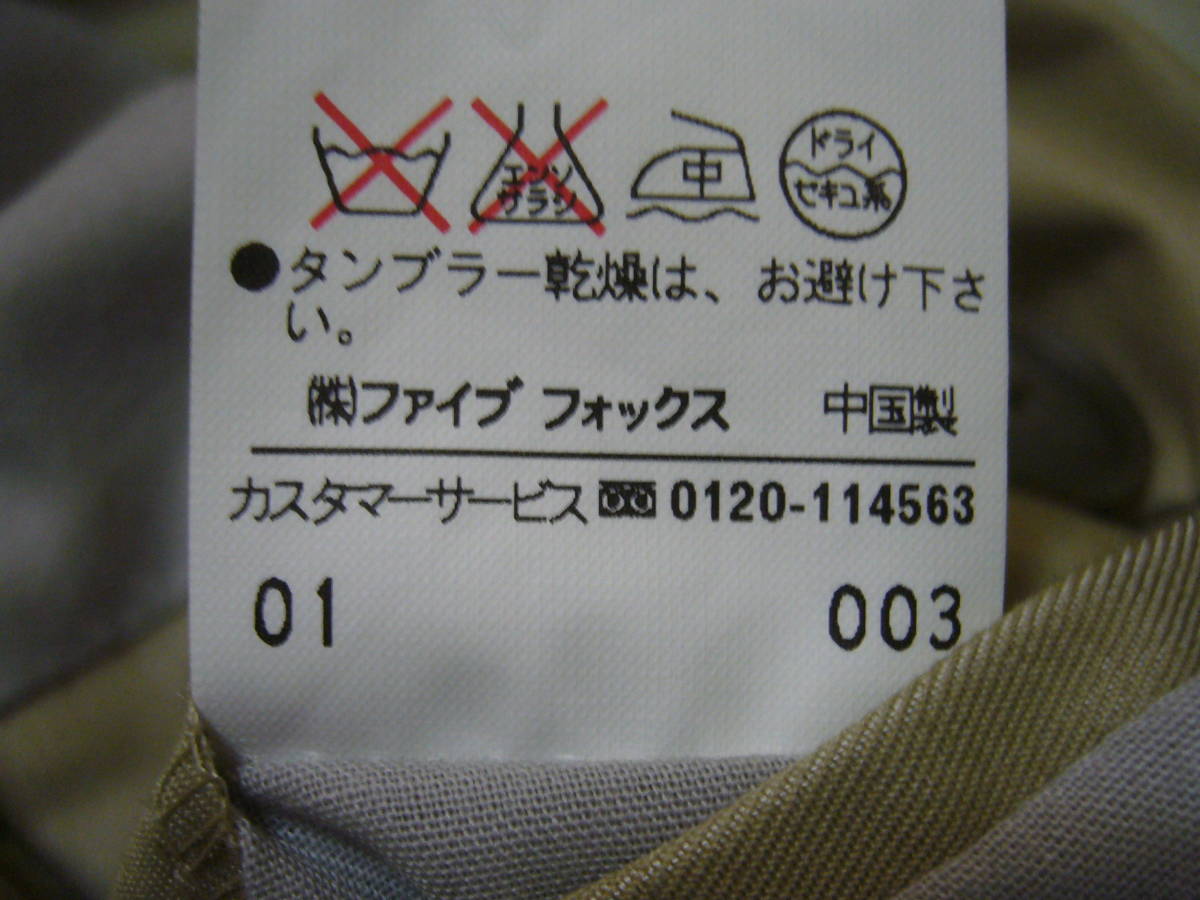 エンソ
サラシ
中
ドライ
セキユ系
●タンブラー乾燥は、お避け下さ
い。
㈱ファイブ フォックス 中国製
カスタマーサービス 0120-114563
01 003